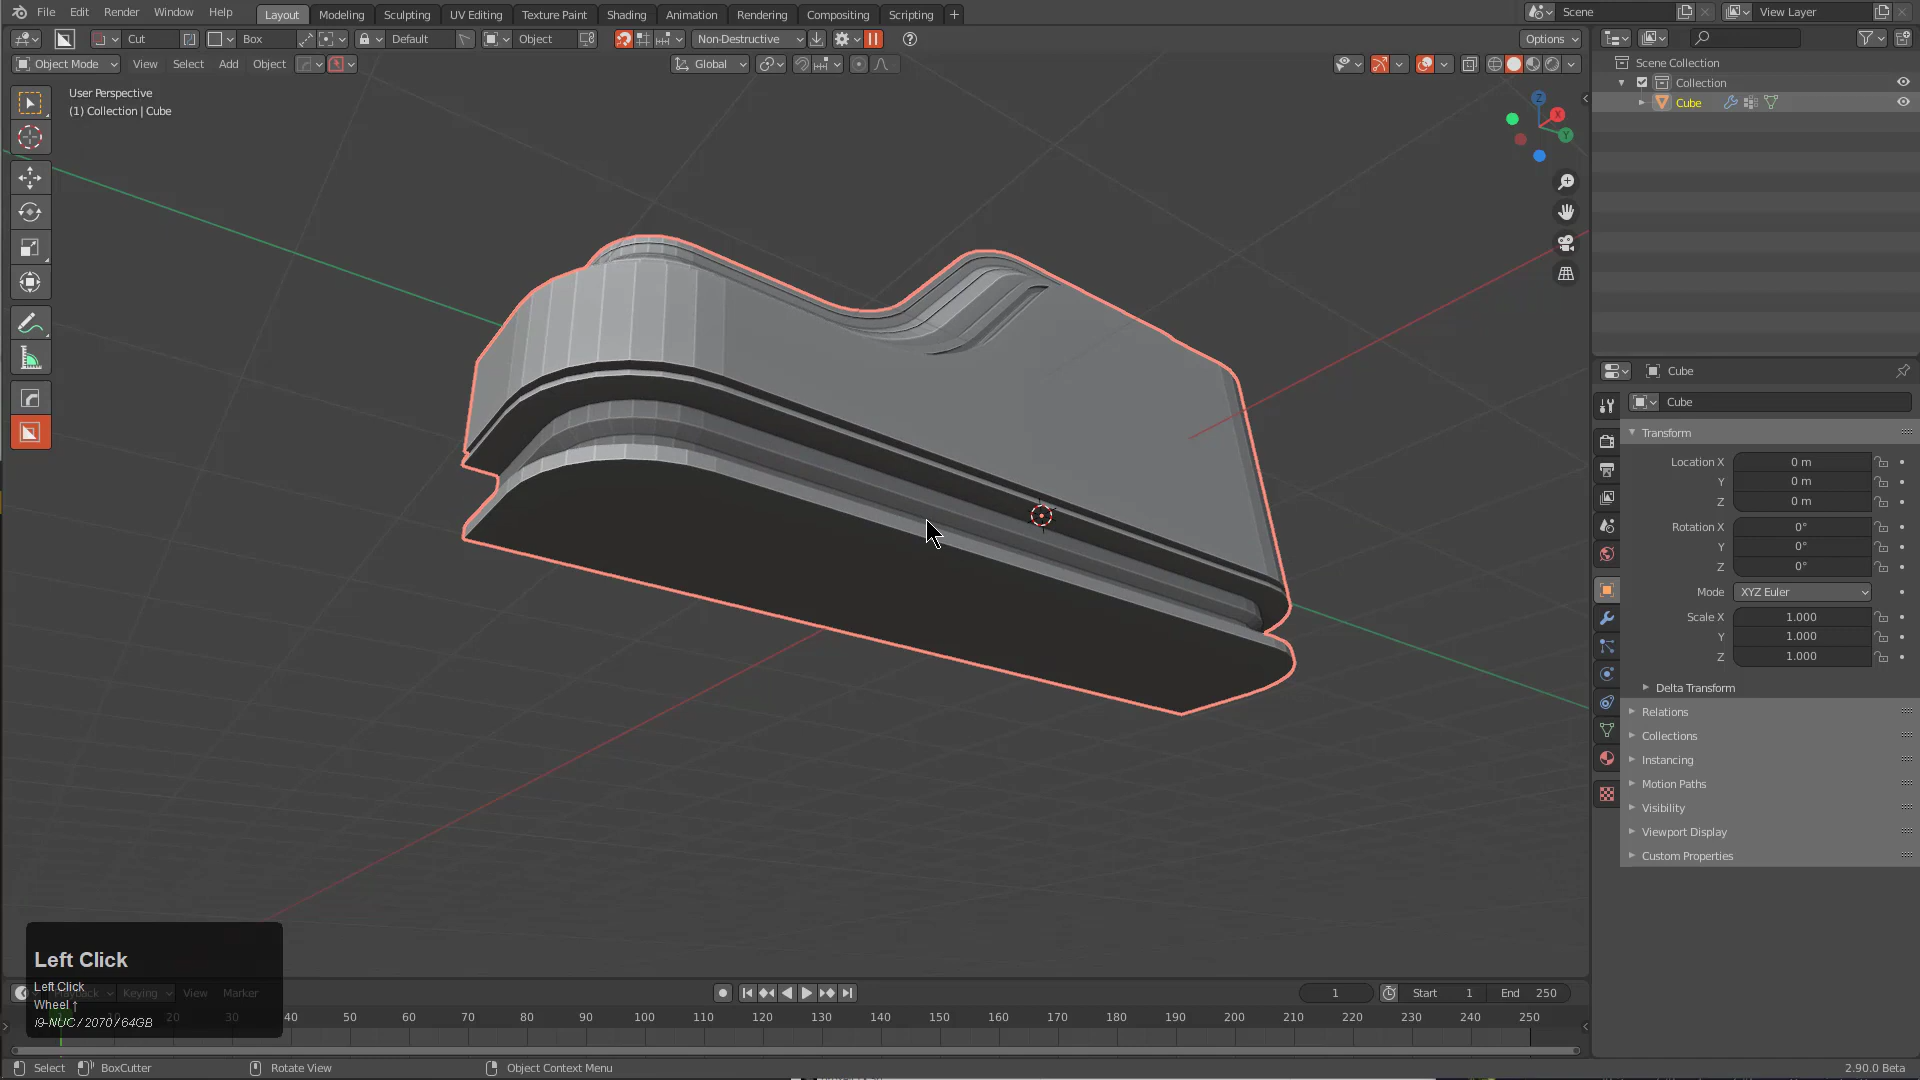 File Edit Render Window Help Layout Modeling Sculpting UV Editing Texture Paint Shading Animation Rendering Compositing Scripting + Scene View Layer
Cut Box Default Object Non-Destructive Options
Object Mode View Select Add Object Global
User Perspective
(1) Collection | Cube
Z
X
Y
Scene Collection
Collection
Cube
Cube
Cube
Transform
Location X 0 m
Y 0 m
Z 0 m
Rotation X 0°
Y 0°
Z 0°
Mode XYZ Euler
Scale X 1.000
Y 1.000
Z 1.000
Delta Transform
Relations
Collections
Instancing
Motion Paths
Visibility
Viewport Display
Custom Properties
Left Click
Left Click
Wheel ↑
i9-NUC / 2070 / 64GB
Playback Keying View Marker 1 Start 1 End 250
20 30 40 50 60 70 80 90 100 110 120 130 140 150 160 170 180 190 200 210 220 230 240 250
Select BoxCutter Rotate View Object Context Menu 2.90.0 Beta